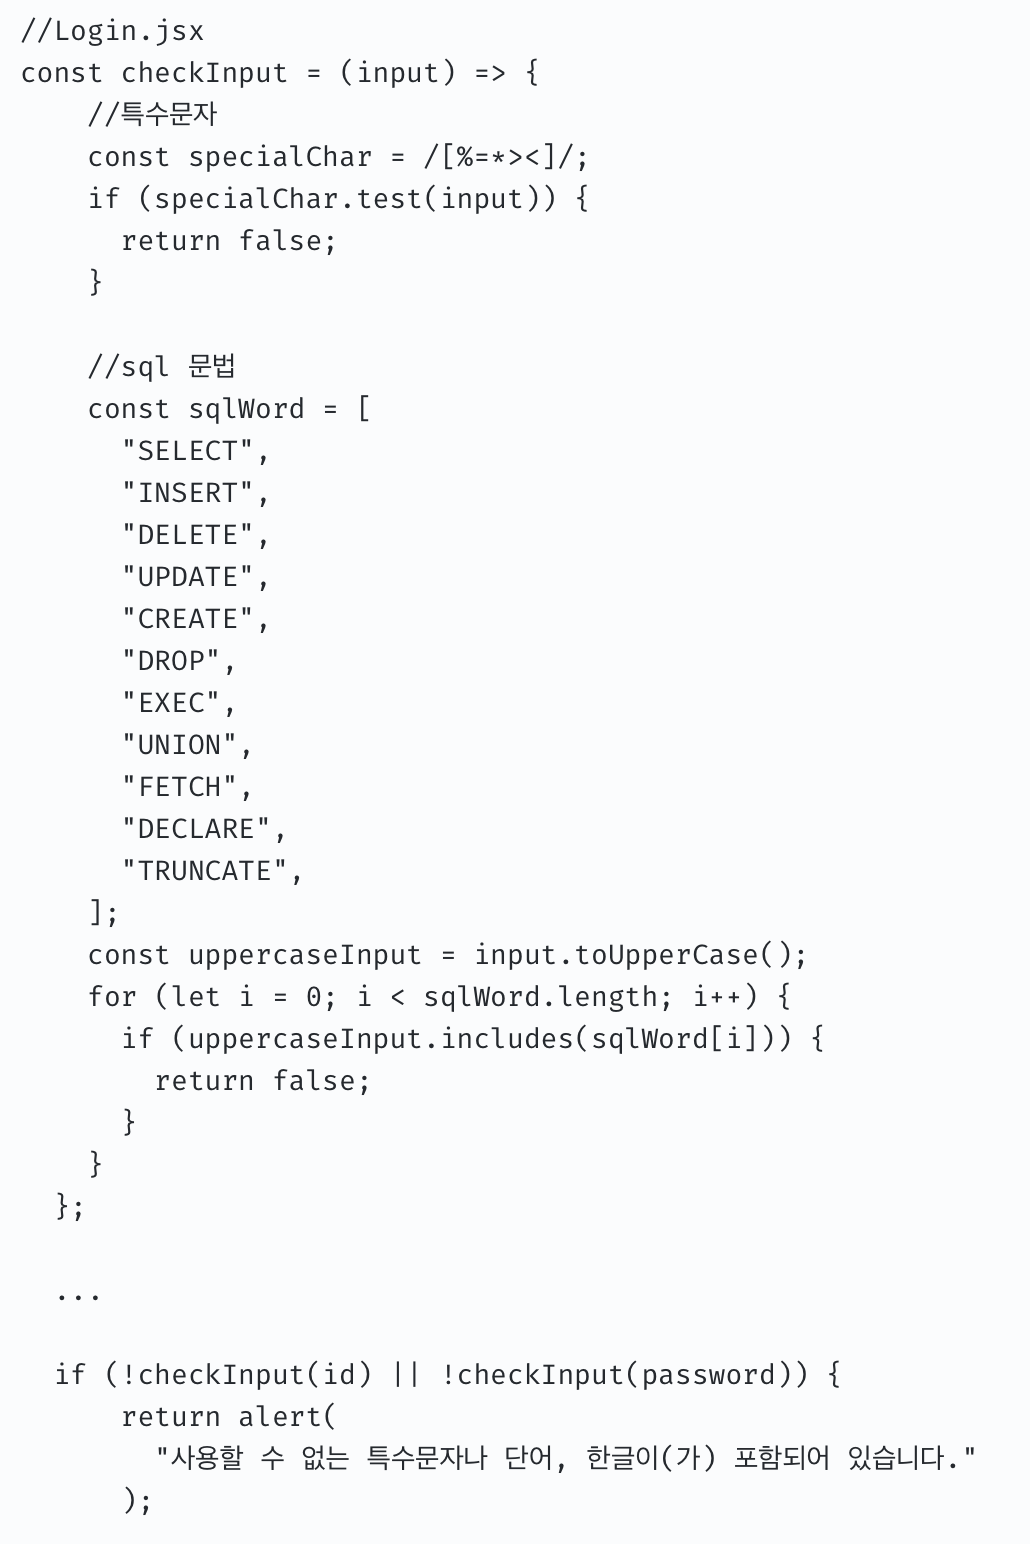 //Login.jsx
const checkInput = (input) => {
    //특수문자
    const specialChar = /[%=*><]/;
    if (specialChar.test(input)) {
      return false;
    }

    //sql 문법
    const sqlWord = [
      "SELECT",
      "INSERT",
      "DELETE",
      "UPDATE",
      "CREATE",
      "DROP",
      "EXEC",
      "UNION",
      "FETCH",
      "DECLARE",
      "TRUNCATE",
    ];
    const uppercaseInput = input.toUpperCase();
    for (let i = 0; i < sqlWord.length; i++) {
      if (uppercaseInput.includes(sqlWord[i])) {
        return false;
      }
    }
  };

  ...

  if (!checkInput(id) || !checkInput(password)) {
      return alert(
        "사용할 수 없는 특수문자나 단어, 한글이(가) 포함되어 있습니다."
      );